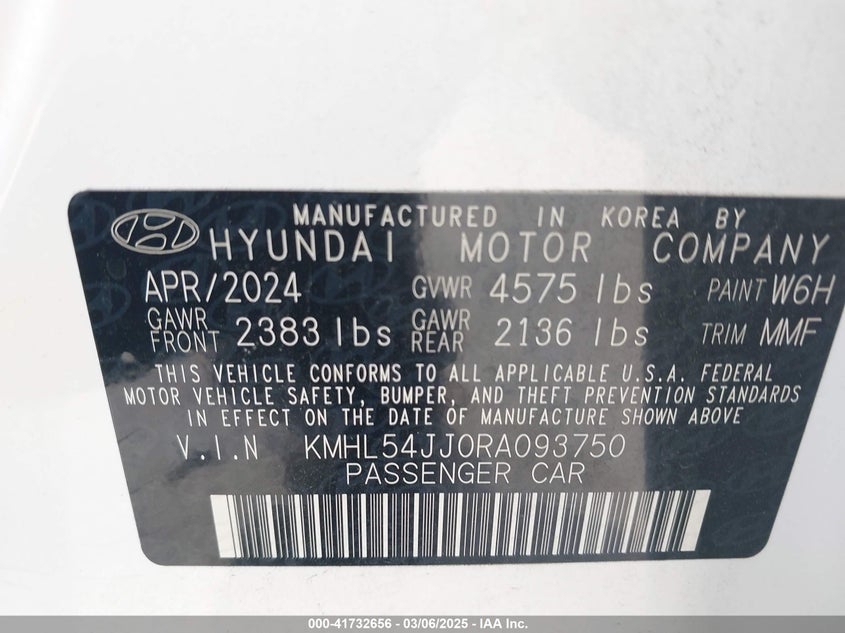 MANUFACTURED IN KOREA BY
HYUNDAI MOTOR COMPANY
APR/2024 GVWR 4575 lbs PAINT W6H
GAWR FRONT 2383 lbs GAWR REAR 2136 lbs TRIM MMF
THIS VEHICLE CONFORMS TO ALL APPLICABLE U.S.A. FEDERAL
MOTOR VEHICLE SAFETY, BUMPER, AND THEFT PREVENTION STANDARDS
IN EFFECT ON THE DATE OF MANUFACTURE SHOWN ABOVE
V.I.N KMHL54JJ0RA093750
PASSENGER CAR
000-41732656 - 03/06/2025 - IAA Inc.